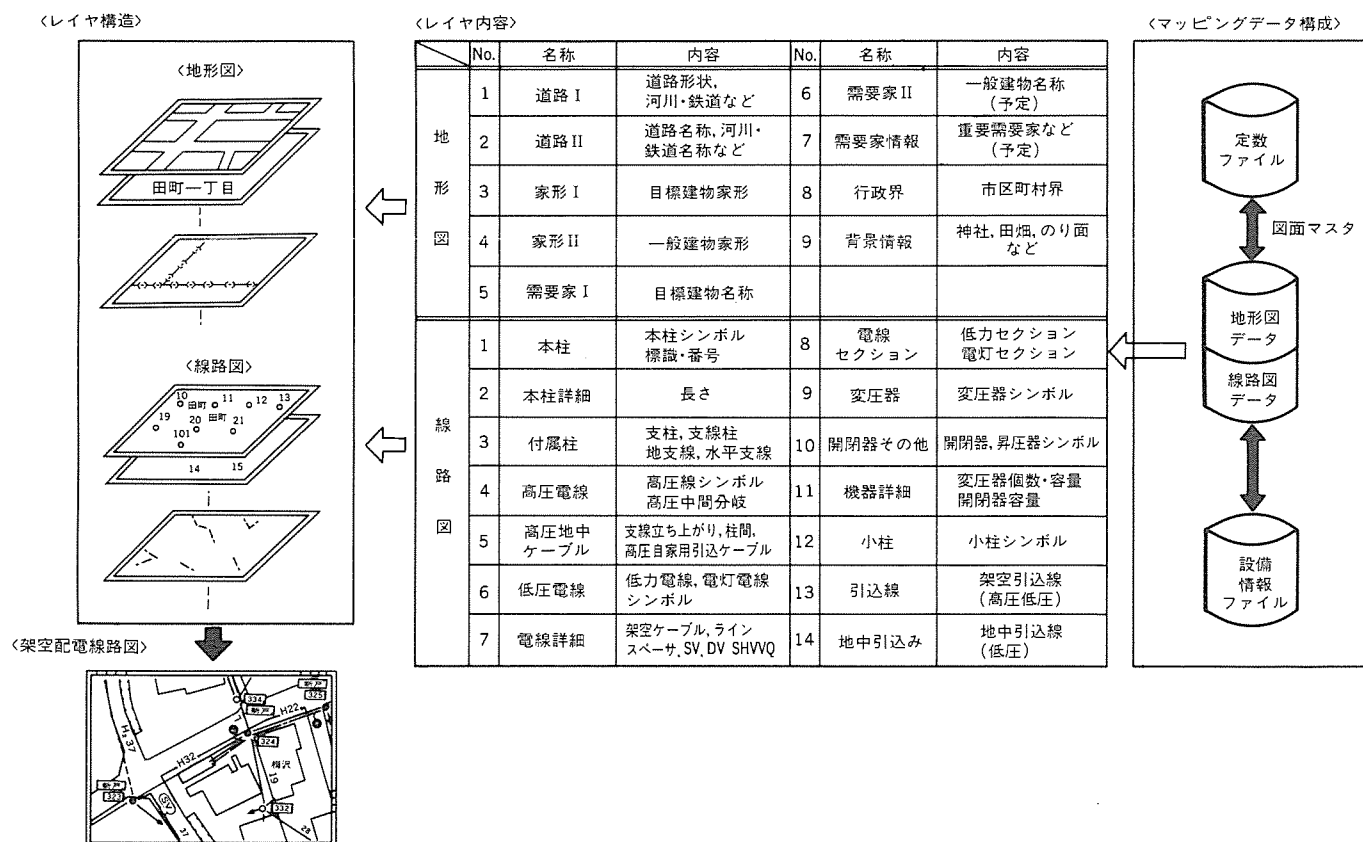 〈レイヤ構造〉
〈地形図〉
田町一丁目
〈線路図〉
10
11
12
13
田町
19
20
田町
21
101
14
15
〈架空配電線路図〉
334
新戸
325
新戸
H22
H₃37
324
H32
梅沢
19
新戸
323
SV
37
332
28
〈レイヤ内容〉
No. 名称 内容 No. 名称 内容
地形図
1 道路Ⅰ 道路形状,
河川・鉄道など
6 需要家Ⅱ 一般建物名称
(予定)
2 道路Ⅱ 道路名称,河川・
鉄道名称など
7 需要家情報 重要需要家など
(予定)
3 家形Ⅰ 目標建物家形 8 行政界 市区町村界
4 家形Ⅱ 一般建物家形 9 背景情報 神社,田畑,のり面
など
5 需要家Ⅰ 目標建物名称
線路図
1 本柱 本柱シンボル
標識・番号
8 電線
セクション
低力セクション
電灯セクション
2 本柱詳細 長さ 9 変圧器 変圧器シンボル
3 付属柱 支柱,支線柱
地支線,水平支線
10 開閉器その他 開閉器,昇圧器シンボル
4 高圧電線 高圧線シンボル
高圧中間分岐
11 機器詳細 変圧器個数・容量
開閉器容量
5 高圧地中
ケーブル
支線立ち上がり,柱間,
高圧自家用引込ケーブル
12 小柱 小柱シンボル
6 低圧電線 低力電線,電灯電線
シンボル
13 引込線 架空引込線
(高圧低圧)
7 電線詳細 架空ケーブル,ライン
スペーサ,SV,DV SHVVQ
14 地中引込み 地中引込線
(低圧)
〈マッピングデータ構成〉
定数
ファイル
図面マスタ
地形図
データ
線路図
データ
設備
情報
ファイル